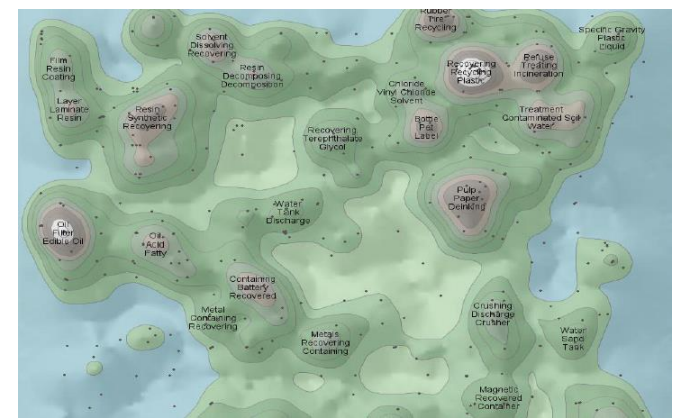 Rubber
Tire
Recycling
Specific Gravity
Plastic
Liquid
Solvent
Dissolving
Recovering
Film
Resin
Coating
Resin
Decomposing
Decomposition
Recovering
Recycling
Plastic
Refuse
Treating
Incineration
Chloride
Vinyl Chloride
Solvent
Layer
Laminate
Resin
Resin
Synthetic
Recovering
Bottle
Pet
Label
Treatment
Contaminated Soil
Water
Recovering
Terephthalate
Glycol
Pulp
Paper
Deinking
Water
Tank
Discharge
Oil
Filter
Edible Oil
Oil
Acid
Fatty
Containing
Battery
Recovered
Metal
Containing
Recovering
Crushing
Discharge
Crusher
Metals
Recovering
Containing
Water
Sand
Task
Magnetic
Recovered
Container